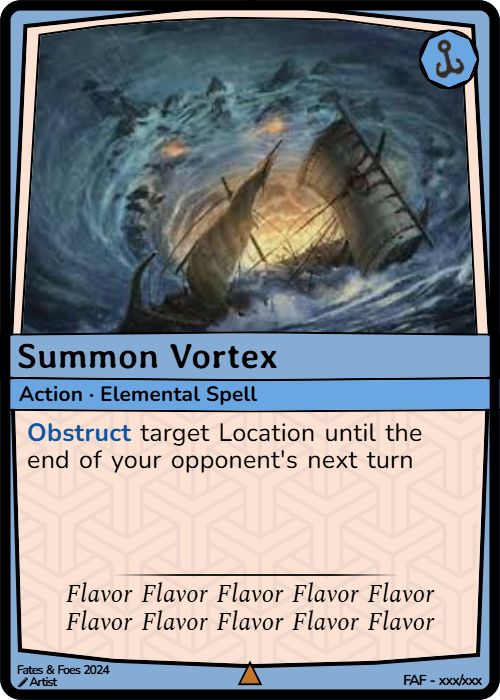 Summon Vortex
Action · Elemental Spell
Obstruct target Location until the
end of your opponent's next turn
Flavor Flavor Flavor Flavor Flavor
Flavor Flavor Flavor Flavor Flavor
Fates & Foes 2024
Artist
FAF - xxx/xxx